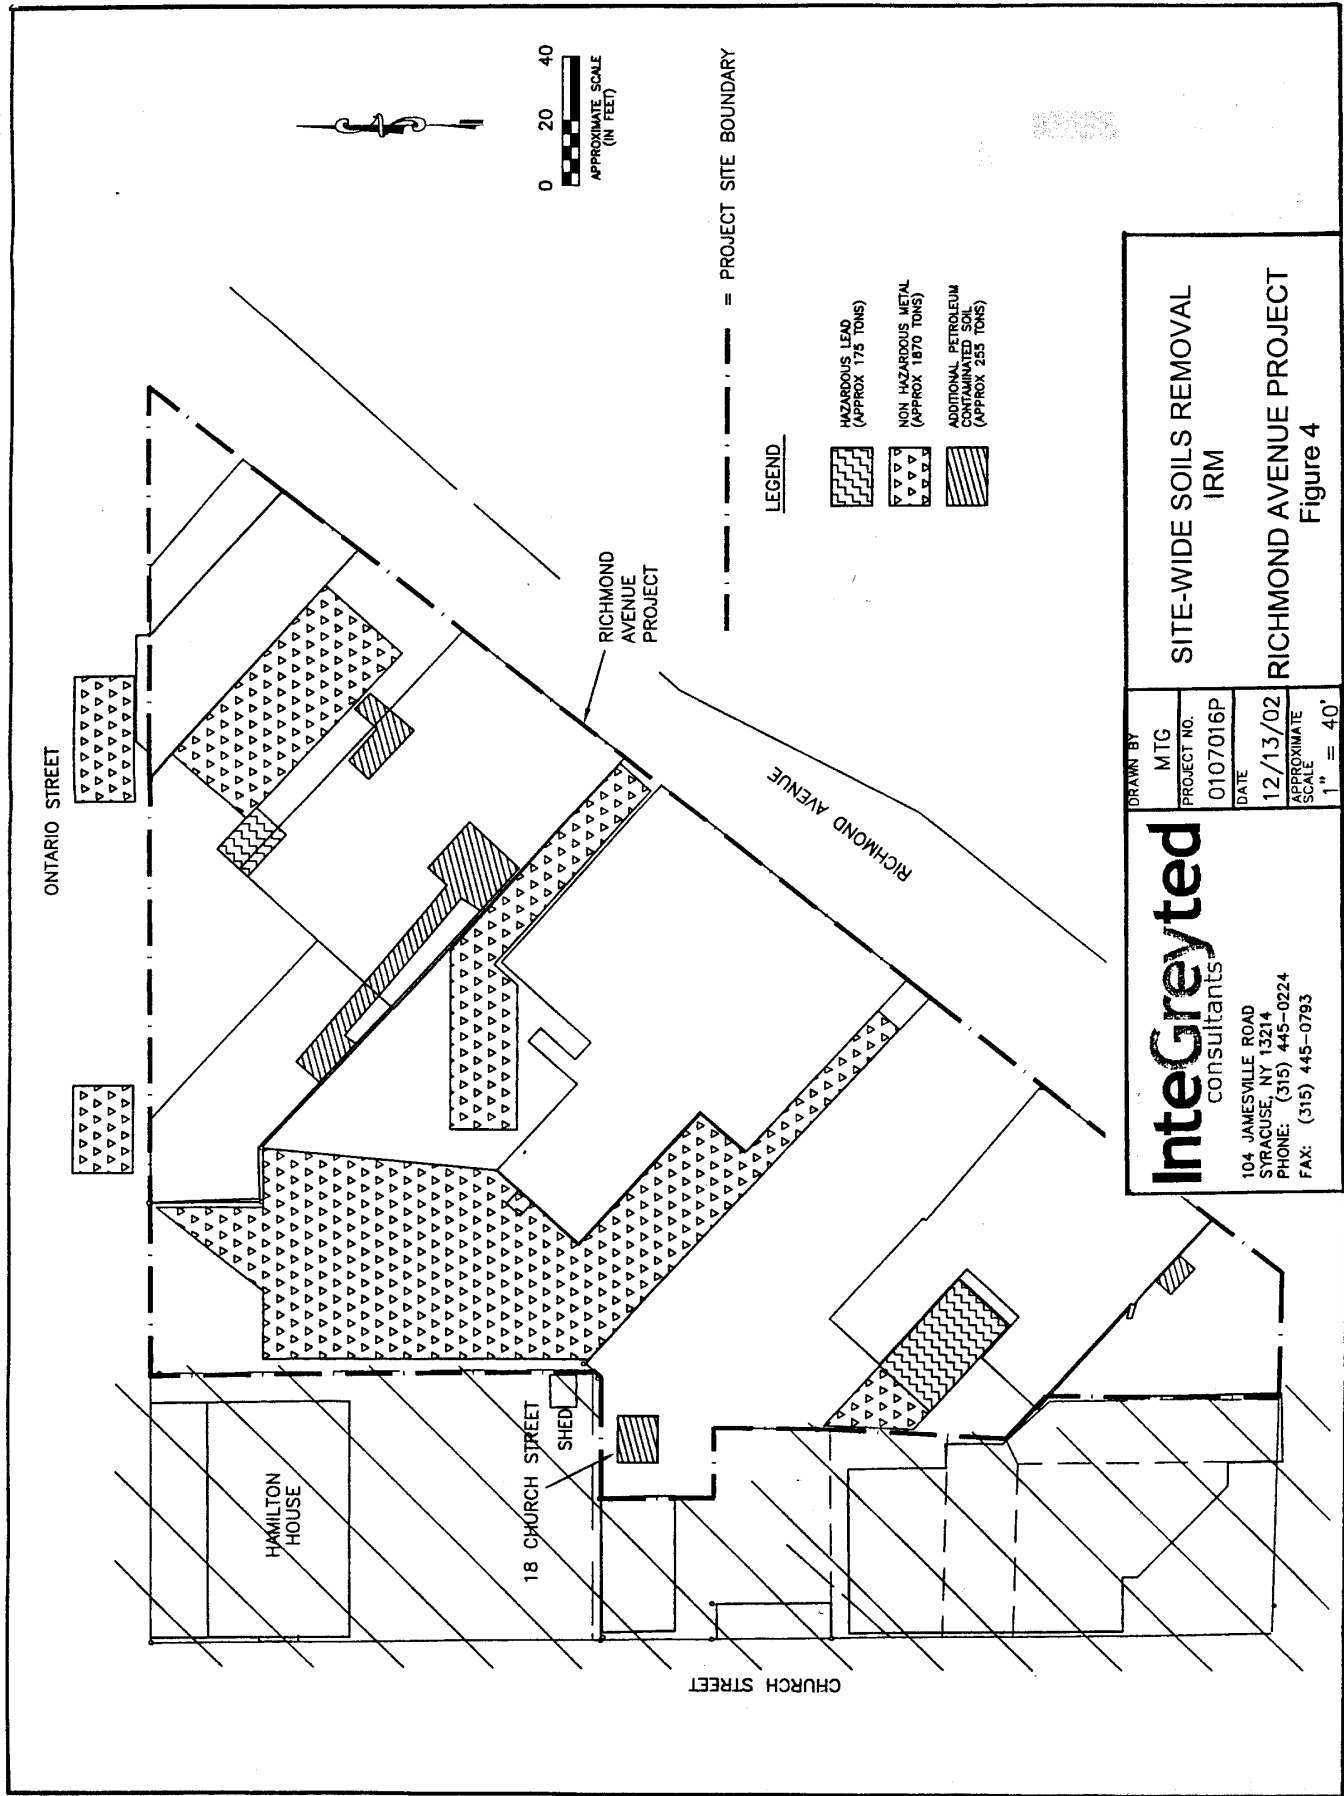 ONTARIO STREET
HAMILTON
HOUSE
18 CHURCH STREET
SHED
CHURCH STREET
RICHMOND
AVENUE
PROJECT
RICHMOND AVENUE
0 20 40
APPROXIMATE SCALE
(IN FEET)
= PROJECT SITE BOUNDARY
LEGEND
HAZARDOUS LEAD
(APPROX 175 TONS)
NON HAZARDOUS METAL
(APPROX 1870 TONS)
ADDITIONAL PETROLEUM
CONTAMINATED SOIL
(APPROX 255 TONS)
InteGreyted
consultants
104 JAMESVILLE ROAD
SYRACUSE, NY 13214
PHONE: (315) 445-0224
FAX: (315) 445-0793
DRAWN BY
MTG
PROJECT NO.
0107016P
DATE
12/13/02
APPROXIMATE
SCALE
1" = 40'
SITE-WIDE SOILS REMOVAL
IRM
RICHMOND AVENUE PROJECT
Figure 4